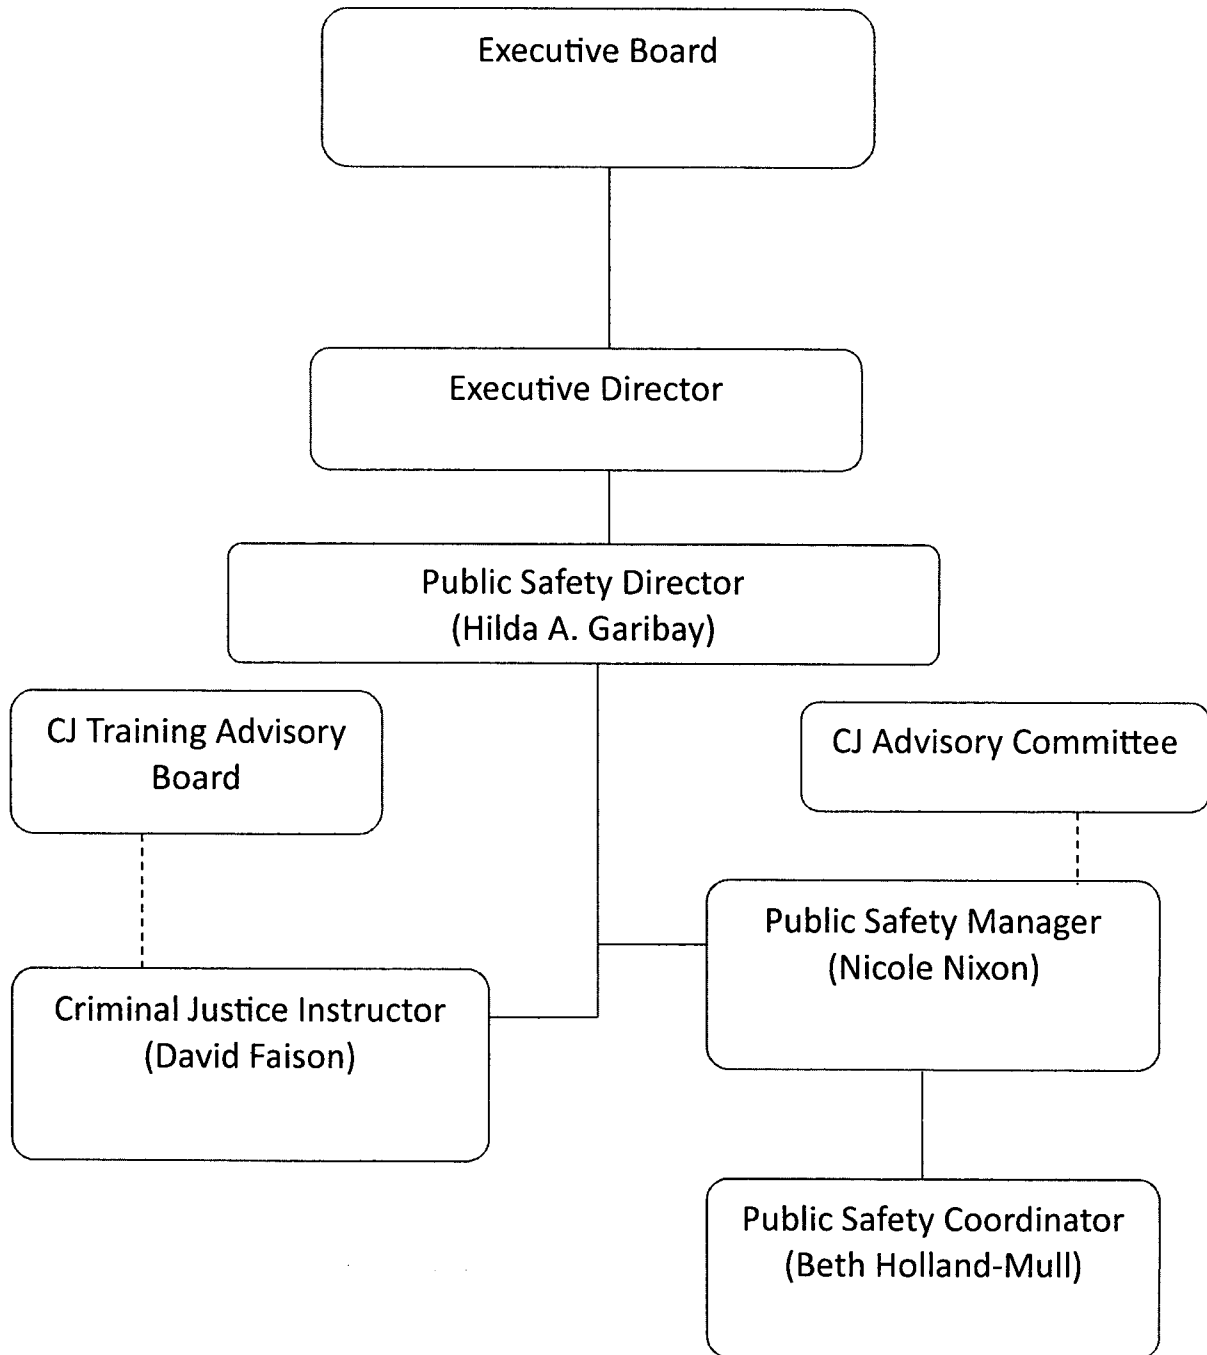 Executive Board
Executive Director
Public Safety Director
(Hilda A. Garibay)
CJ Training Advisory
Board
CJ Advisory Committee
Public Safety Manager
(Nicole Nixon)
Criminal Justice Instructor
(David Faison)
Public Safety Coordinator
(Beth Holland-Mull)